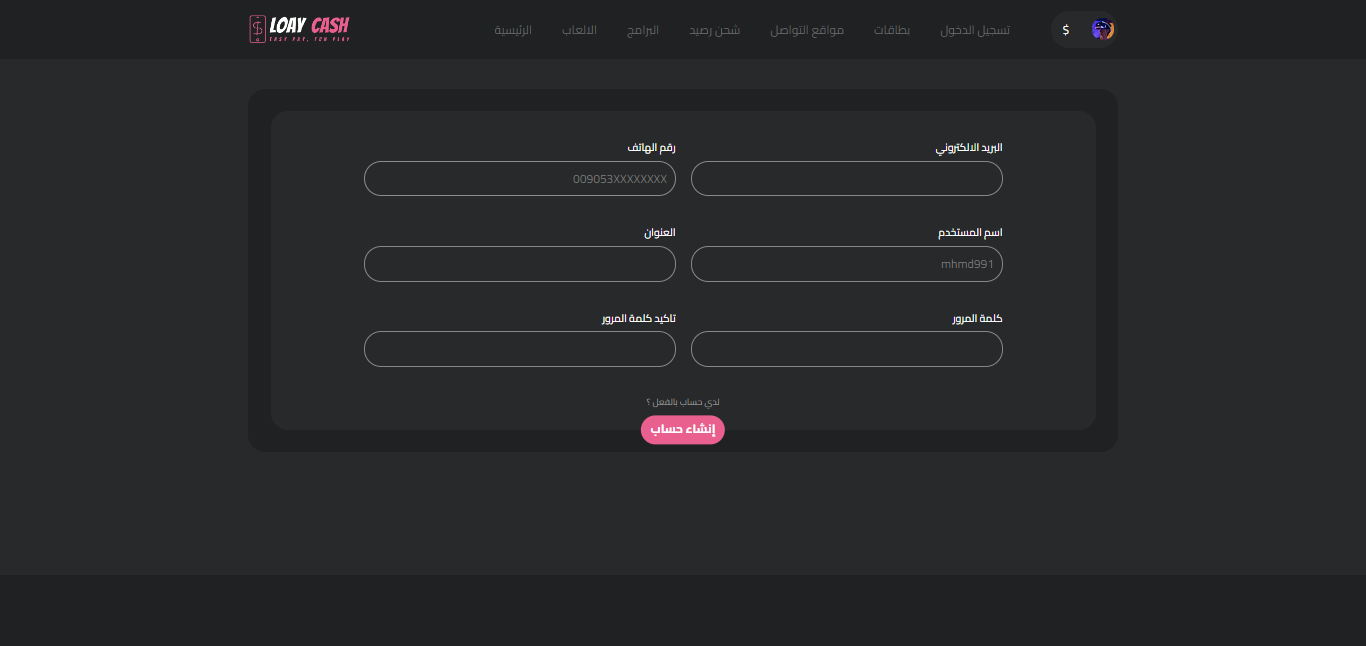 LOAY CASH
EASY PAY, FUN PLAY
الرئيسية
الالعاب
البرامج
شحن رصيد
مواقع التواصل
بطاقات
تسجيل الدخول
$
البريد الالكتروني
رقم الهاتف
009053XXXXXXXX
اسم المستخدم
العنوان
mhmd991
كلمة المرور
تاكيد كلمة المرور
لدي حساب بالفعل ؟
إنشاء حساب